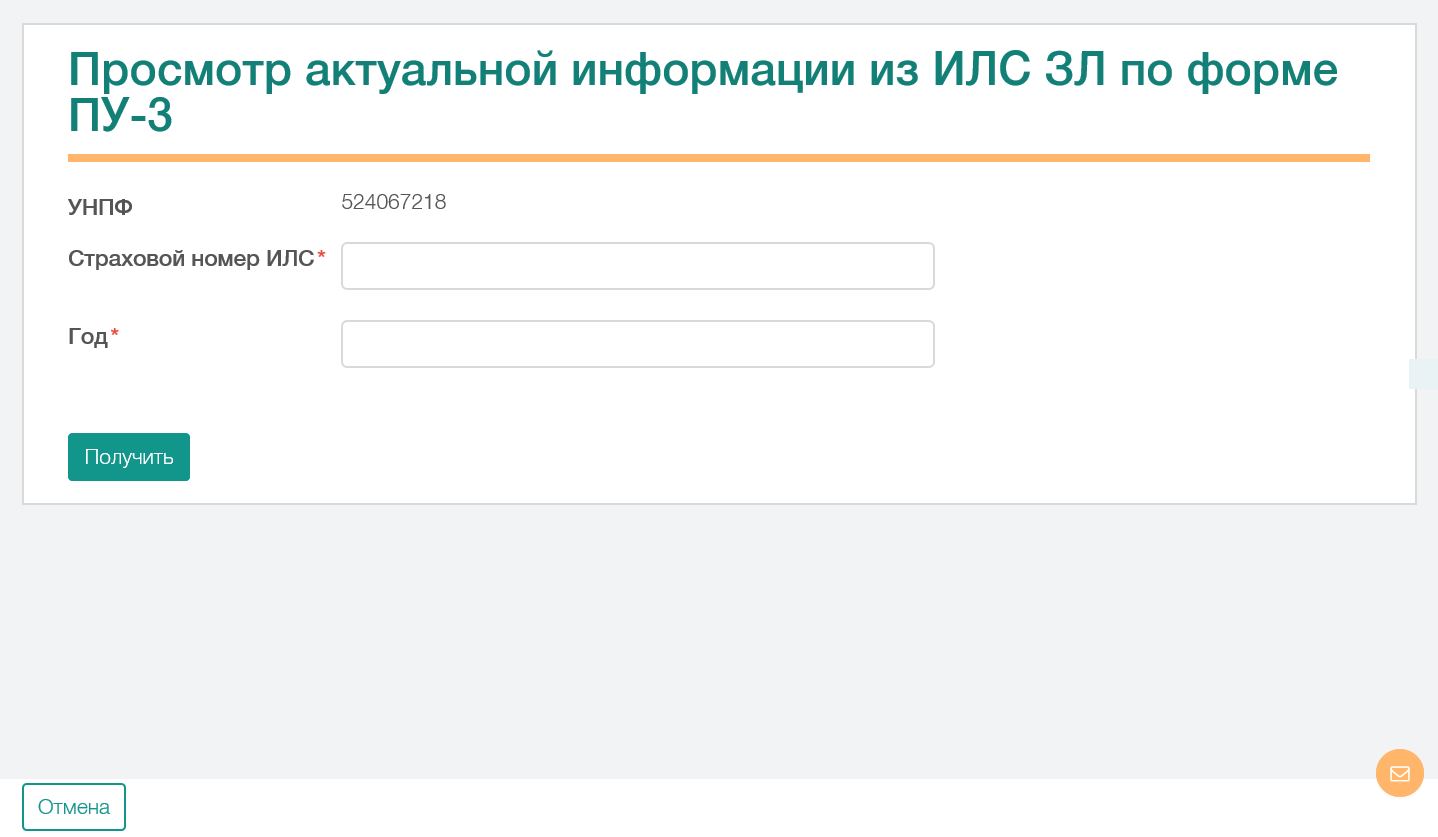 Просмотр актуальной информации из ИЛС ЗЛ по форме
ПУ-3
УНПФ 524067218
Страховой номер ИЛС*
Год*
Получить
Отмена